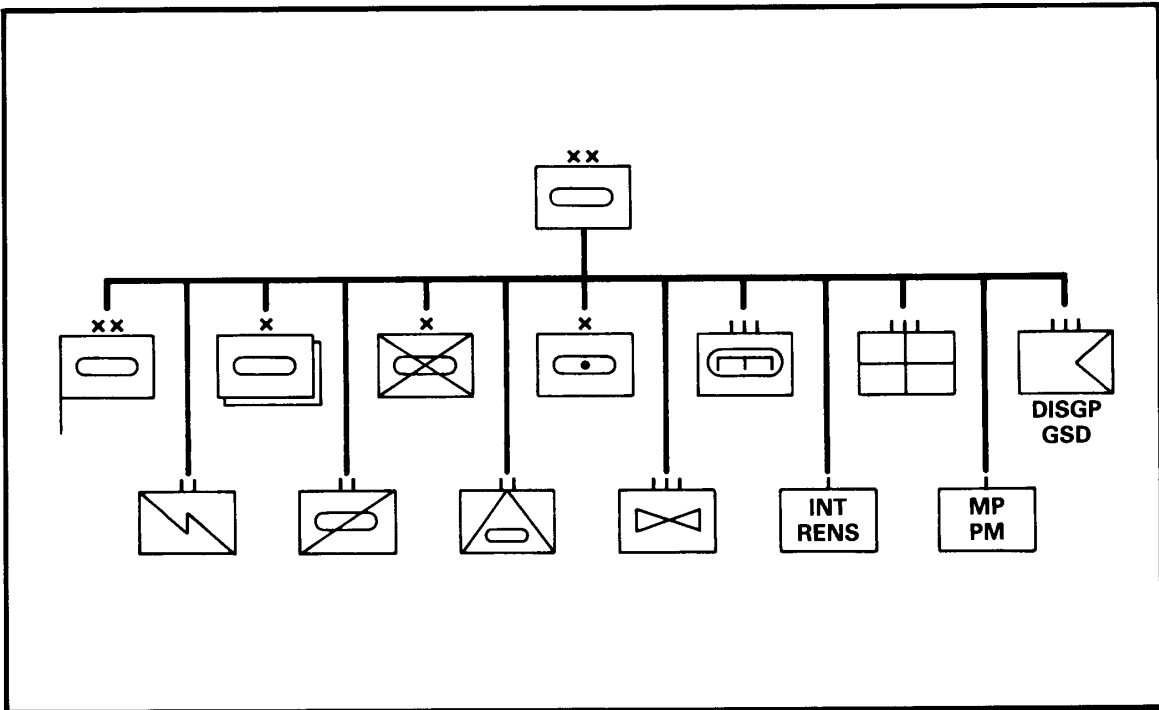 DISGP
GSD
INT
RENS
MP
PM